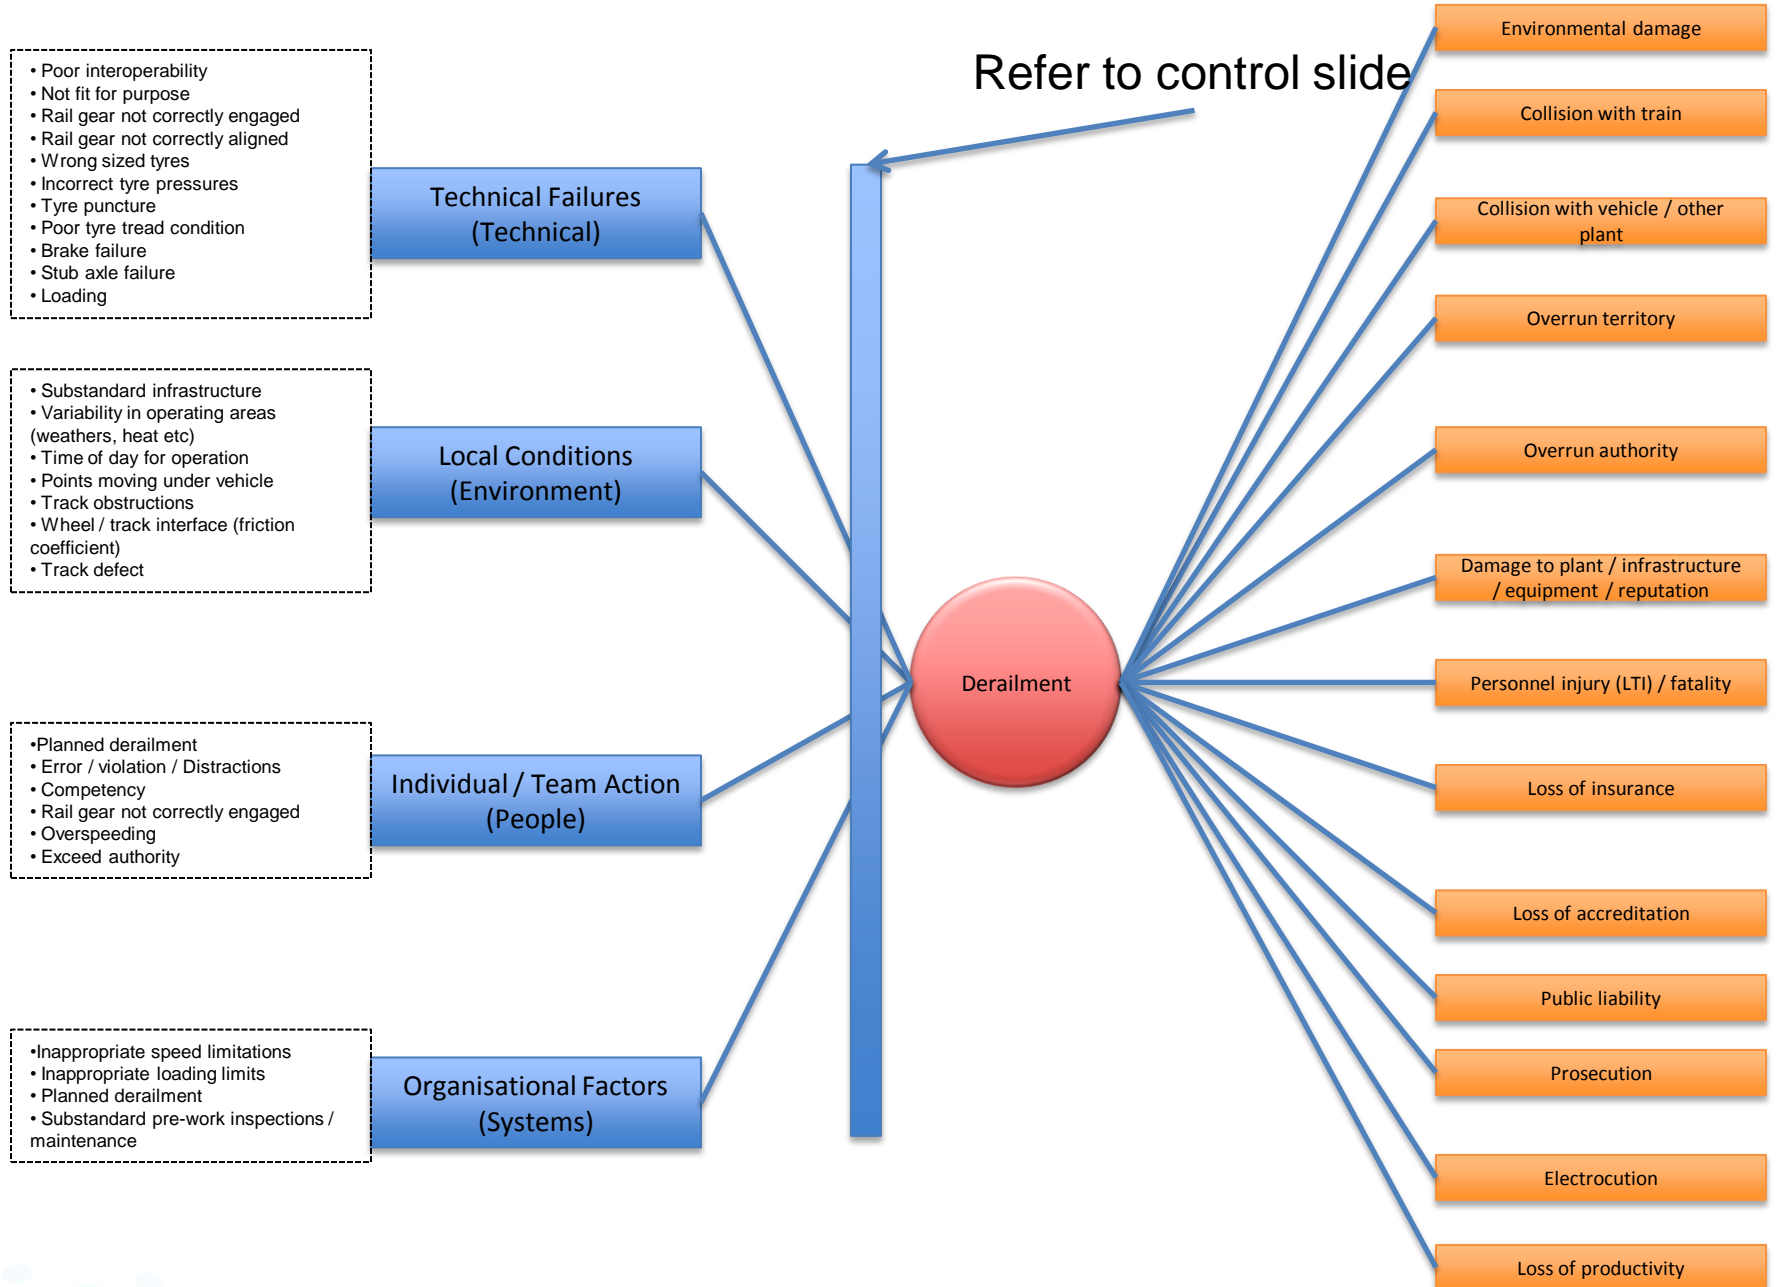 Refer to control slide
• Poor interoperability
• Not fit for purpose
• Rail gear not correctly engaged
• Rail gear not correctly aligned
• Wrong sized tyres
• Incorrect tyre pressures
• Tyre puncture
• Poor tyre tread condition
• Brake failure
• Stub axle failure
• Loading
Technical Failures
(Technical)
• Substandard infrastructure
• Variability in operating areas
(weathers, heat etc)
• Time of day for operation
• Points moving under vehicle
• Track obstructions
• Wheel / track interface (friction
coefficient)
• Track defect
Local Conditions
(Environment)
•Planned derailment
• Error / violation / Distractions
• Competency
• Rail gear not correctly engaged
• Overspeeding
• Exceed authority
Individual / Team Action
(People)
•Inappropriate speed limitations
• Inappropriate loading limits
• Planned derailment
• Substandard pre-work inspections /
maintenance
Organisational Factors
(Systems)
Derailment
Environmental damage
Collision with train
Collision with vehicle / other
plant
Overrun territory
Overrun authority
Damage to plant / infrastructure
/ equipment / reputation
Personnel injury (LTI) / fatality
Loss of insurance
Loss of accreditation
Public liability
Prosecution
Electrocution
Loss of productivity